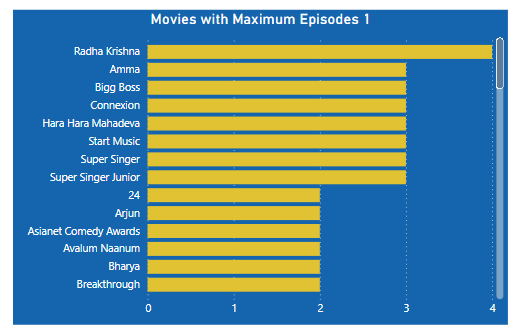 Movies with Maximum Episodes 1
Radha Krishna
Amma
Bigg Boss
Connexion
Hara Hara Mahadeva
Start Music
Super Singer
Super Singer Junior
24
Arjun
Asianet Comedy Awards
Avalum Naanum
Bharya
Breakthrough
0 1 2 3 4